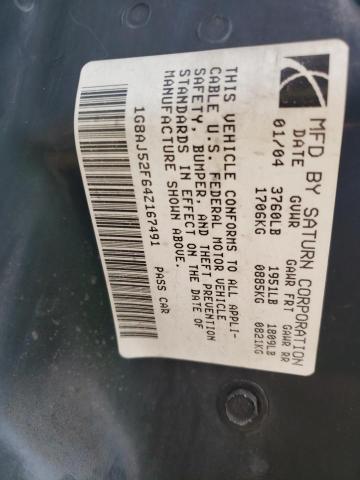 MFD BY SATURN CORPORATION
DATE GVWR GAWR FRT GAWR RR
01/04 3760LB 1951LB 1809LB
1706KG 0885KG 0821KG
THIS VEHICLE CONFORMS TO ALL APPLI-
CABLE U.S. FEDERAL MOTOR VEHICLE
SAFETY, BUMPER, AND THEFT PREVENTION
STANDARDS IN EFFECT ON THE DATE OF
MANUFACTURE SHOWN ABOVE.
1G8AJ52F64Z167491 PASS CAR